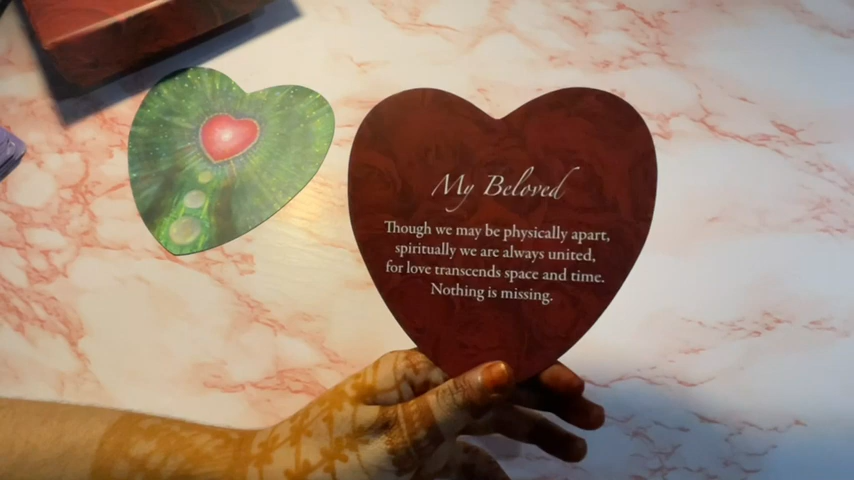 My Beloved
Though we may be physically apart,
spiritually we are always united,
for love transcends space and time.
Nothing is missing.